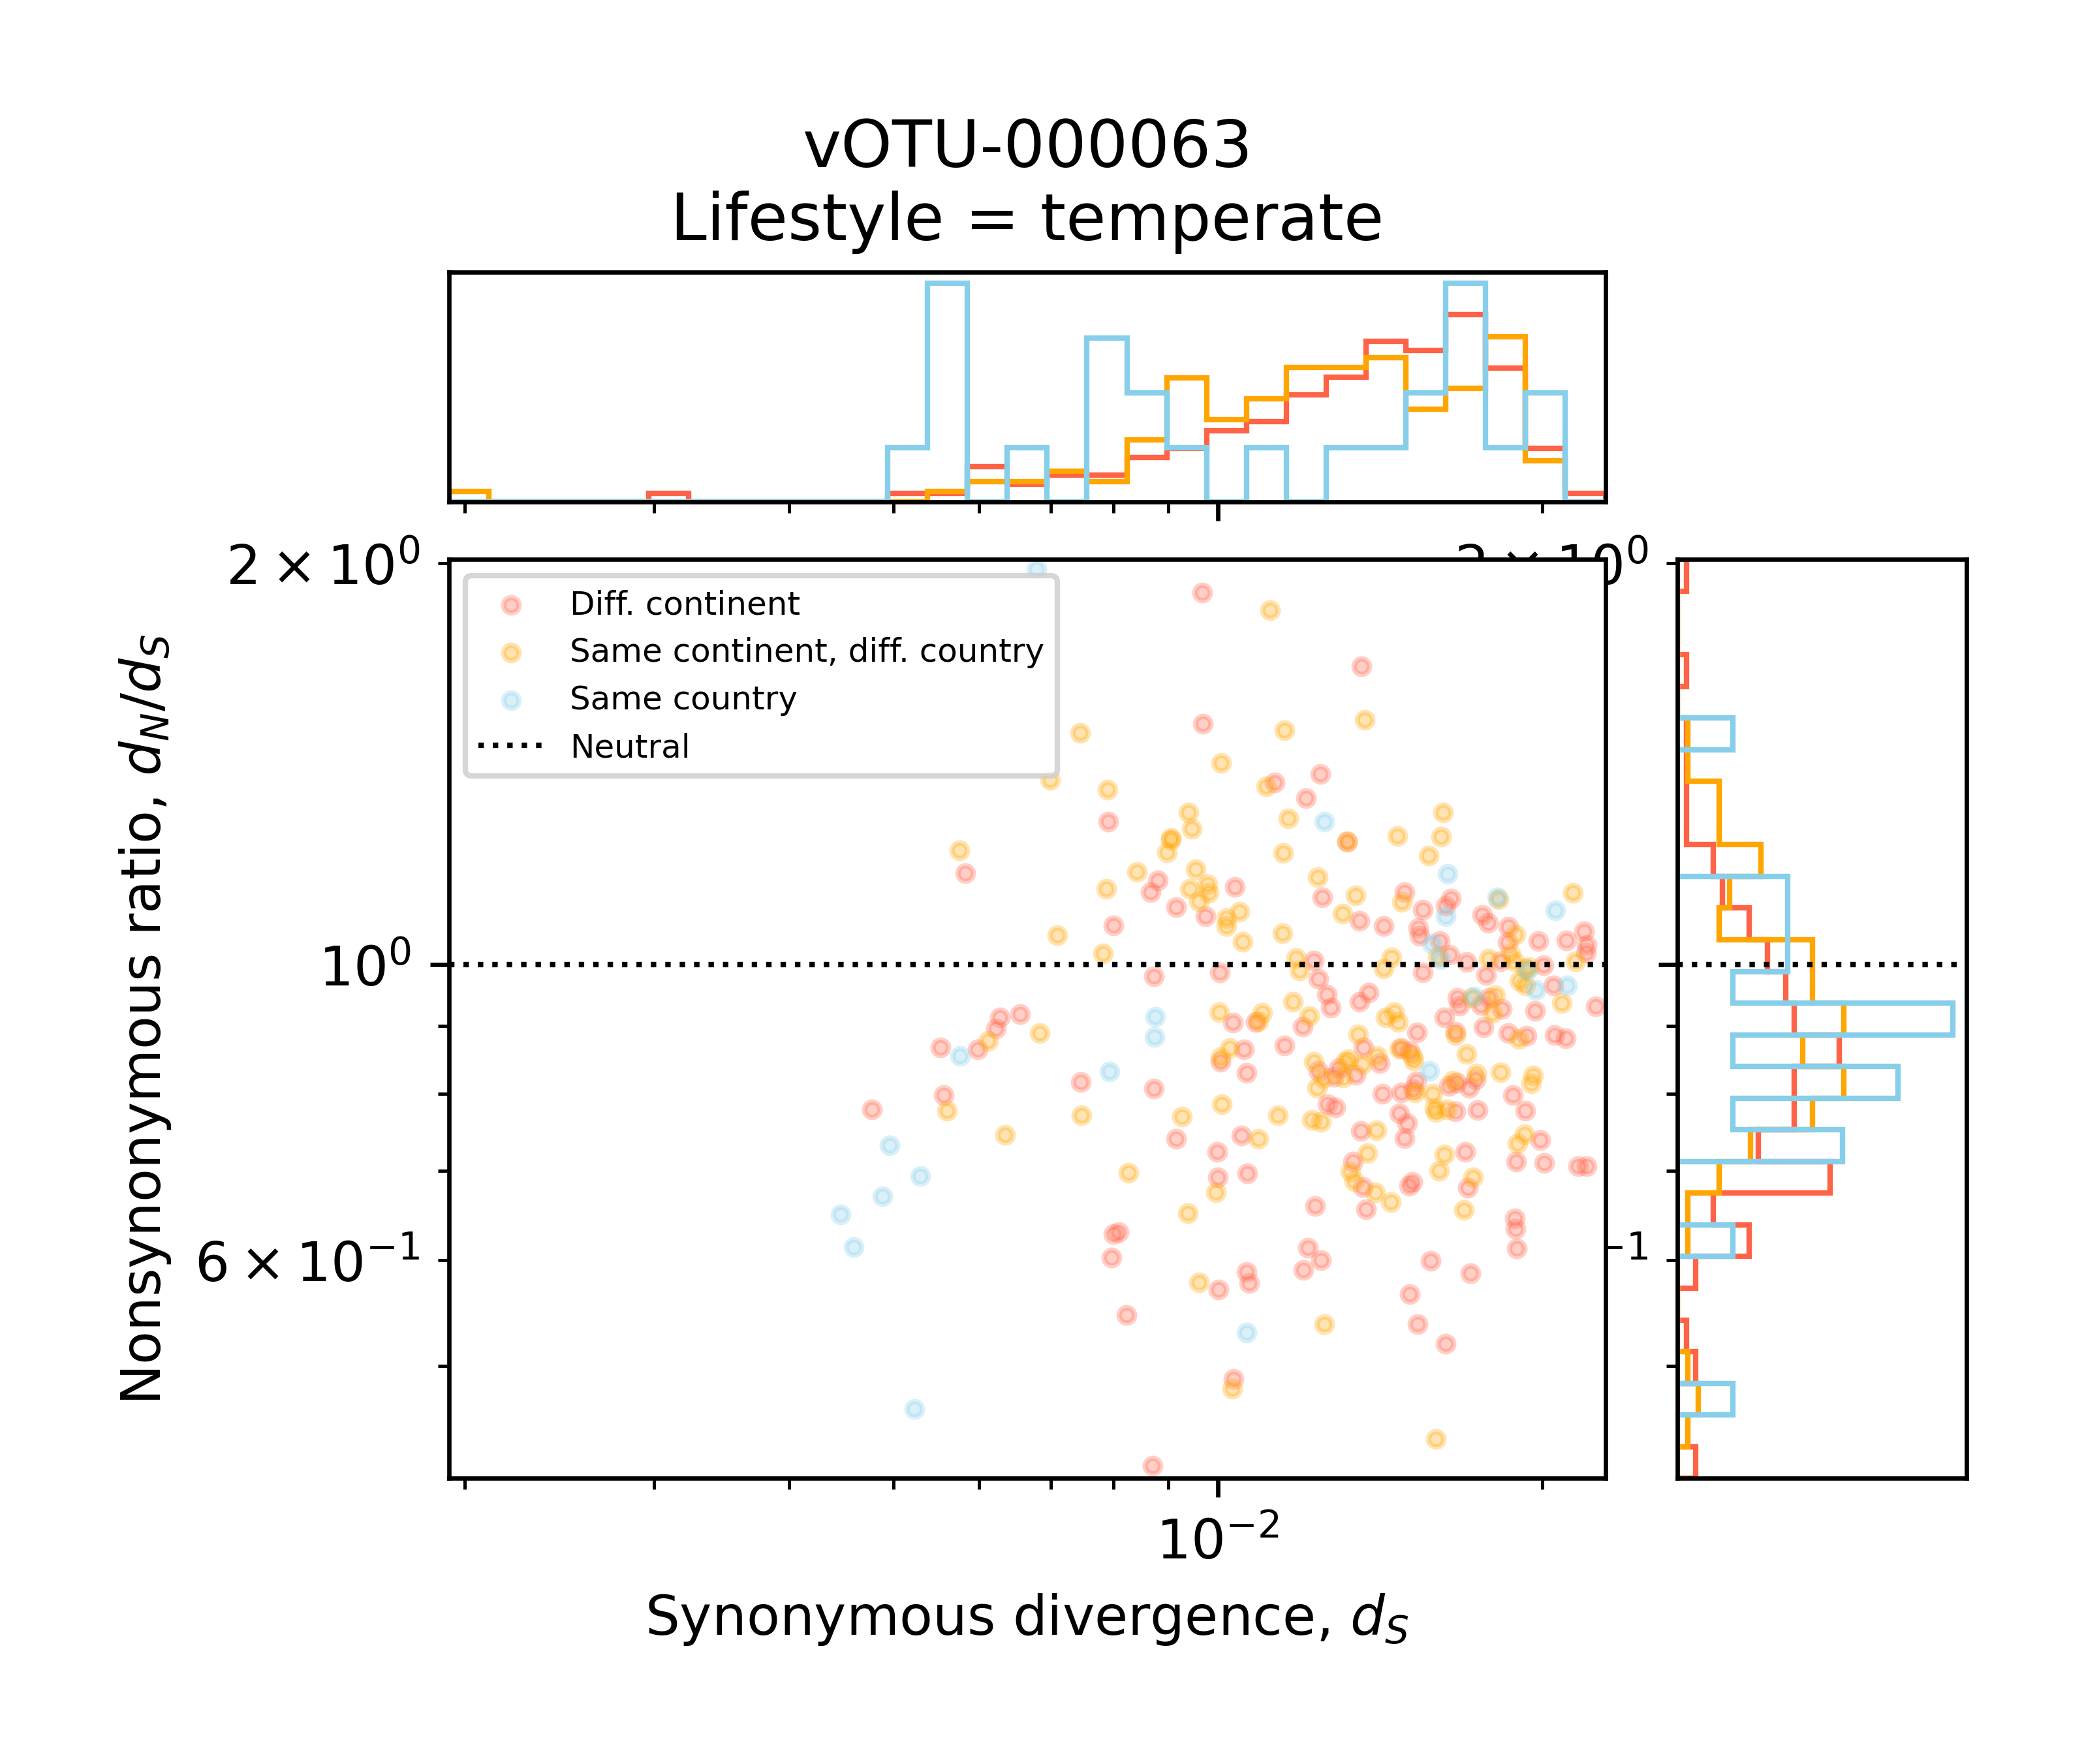 vOTU-000063
Lifestyle = temperate
2 × 10⁰
Diff. continent
Same continent, diff. country
Same country
Neutral
10⁰
6 × 10⁻¹
Nonsynonymous ratio, d_N/d_S
10⁻²
Synonymous divergence, d_S